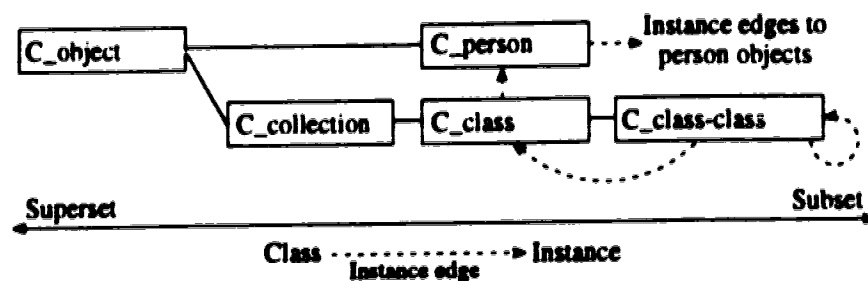 C_object
C_person
Instance edges to
person objects
C_collection
C_class
C_class-class
Superset
Subset
Class
Instance
Instance edge